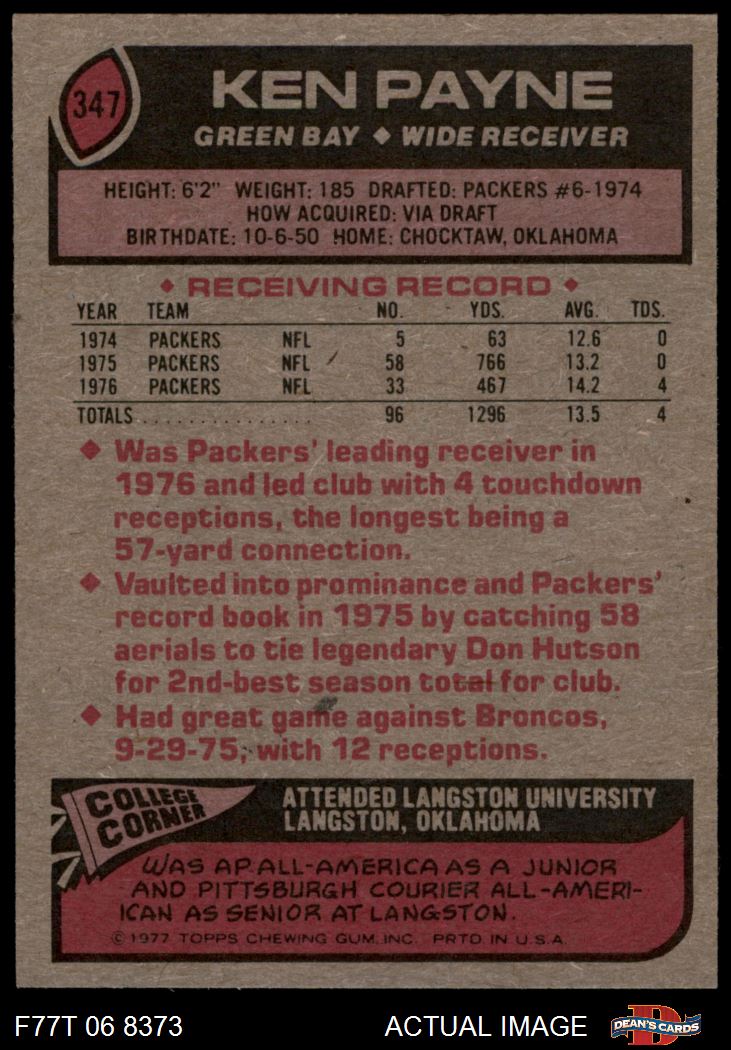 347
KEN PAYNE
GREEN BAY ◆ WIDE RECEIVER
HEIGHT: 6'2" WEIGHT: 185 DRAFTED: PACKERS #6-1974
HOW ACQUIRED: VIA DRAFT
BIRTHDATE: 10-6-50 HOME: CHOCKTAW, OKLAHOMA
◆ RECEIVING RECORD ◆
YEAR TEAM NO. YDS. AVG. TDS.
1974 PACKERS NFL 5 63 12.6 0
1975 PACKERS NFL 58 766 13.2 0
1976 PACKERS NFL 33 467 14.2 4
TOTALS ............... 96 1296 13.5 4
◆ Was Packers' leading receiver in
1976 and led club with 4 touchdown
receptions, the longest being a
57-yard connection.
◆ Vaulted into prominance and Packers'
record book in 1975 by catching 58
aerials to tie legendary Don Hutson
for 2nd-best season total for club.
◆ Had great game against Broncos,
9-29-75, with 12 receptions.
COLLEGE
CORNER
ATTENDED LANGSTON UNIVERSITY
LANGSTON, OKLAHOMA
WAS AP ALL-AMERICA AS A JUNIOR
AND PITTSBURGH COURIER ALL-AMERI-
ICAN AS SENIOR AT LANGSTON.
© 1977 TOPPS CHEWING GUM, INC. PRTD IN U.S.A.
F77T 06 8373 ACTUAL IMAGE D DEAN'S CARDS